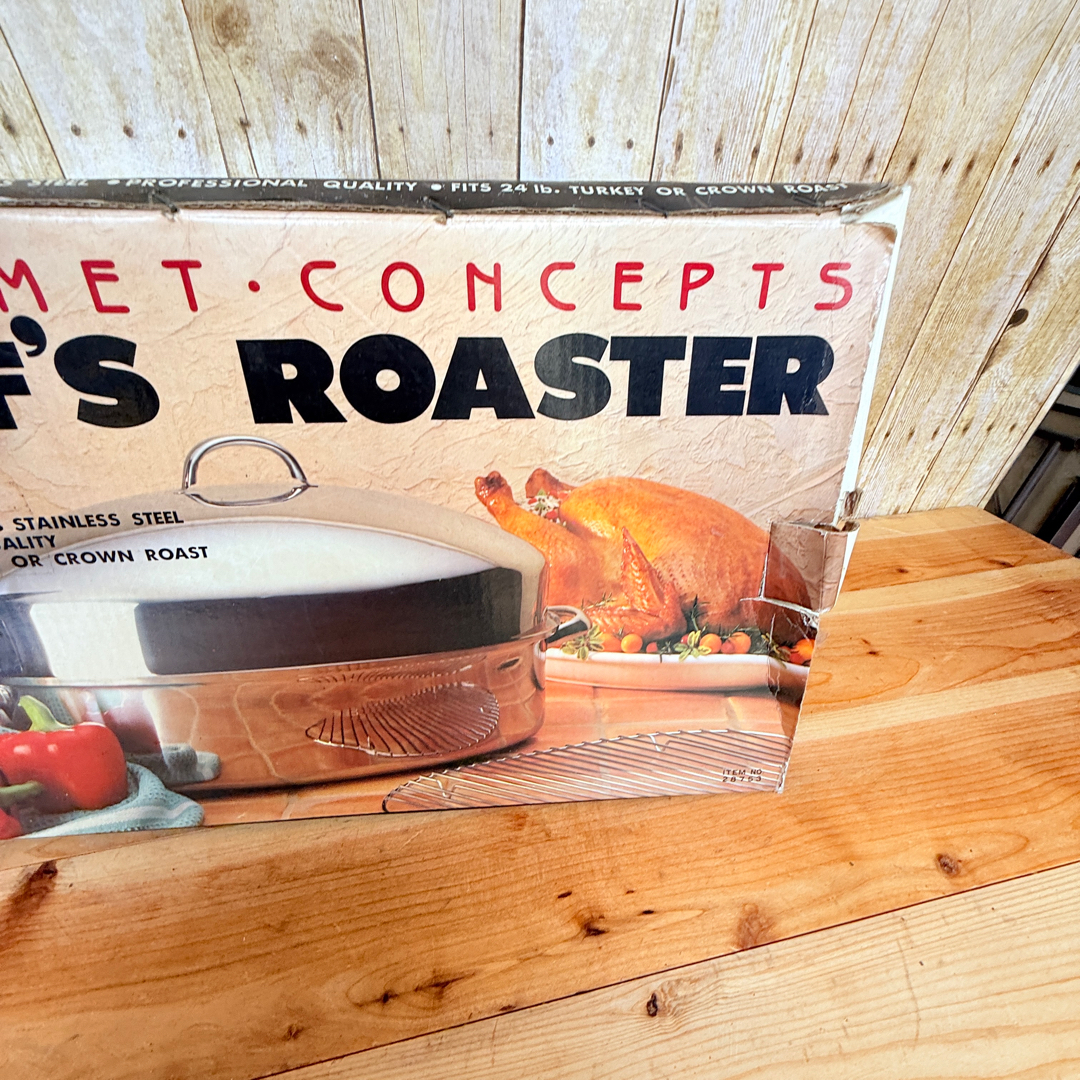 STEEL • PROFESSIONAL QUALITY • FITS 24 lb. TURKEY OR CROWN ROAST
MET · CONCEPTS
F'S ROASTER
STAINLESS STEEL
ALITY
OR CROWN ROAST
ITEM NO
28753